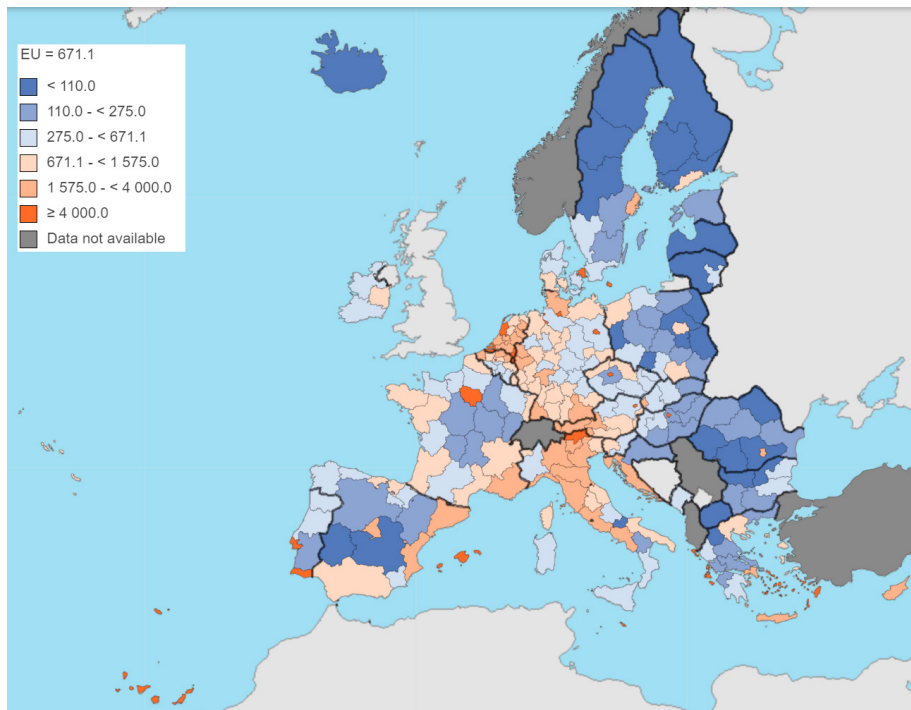 EU = 671.1
< 110.0
110.0 - < 275.0
275.0 - < 671.1
671.1 - < 1 575.0
1 575.0 - < 4 000.0
≥ 4 000.0
Data not available